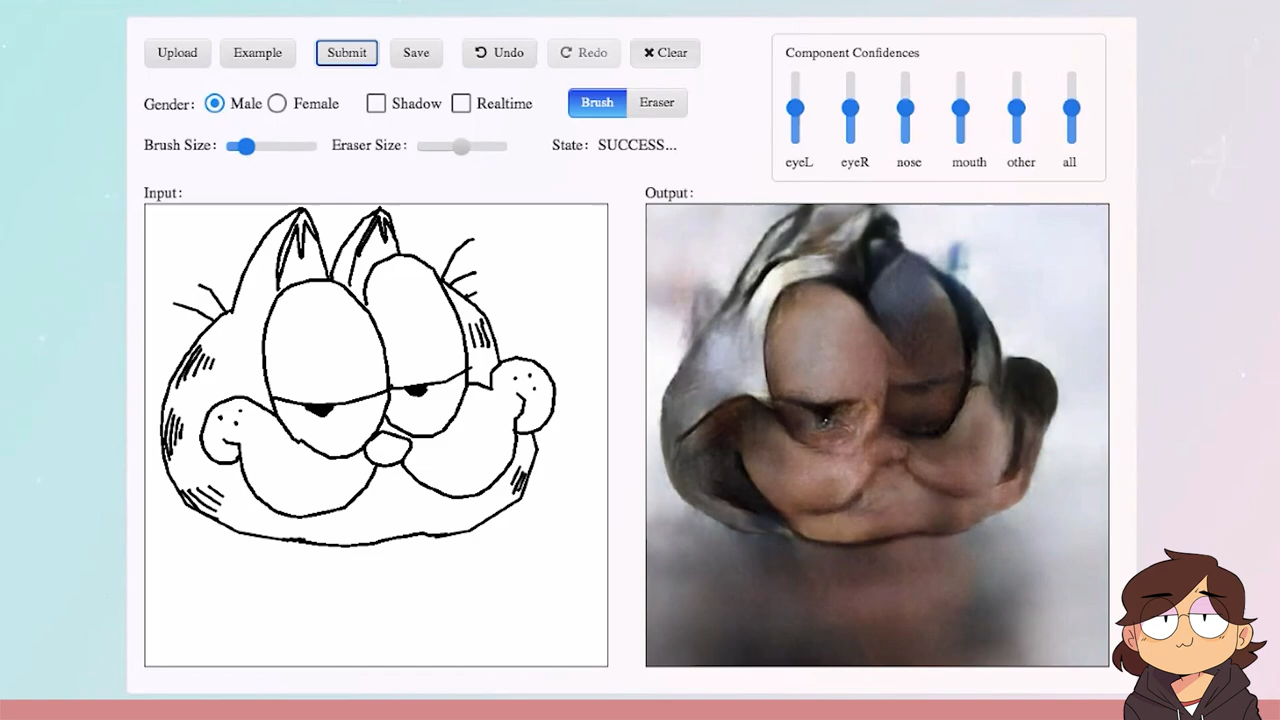 Upload Example Submit Save Undo Redo Clear
Component Confidences
Gender: Male Female Shadow Realtime Brush Eraser
Brush Size: Eraser Size: State: SUCCESS...
eyeL eyeR nose mouth other all
Input: Output: